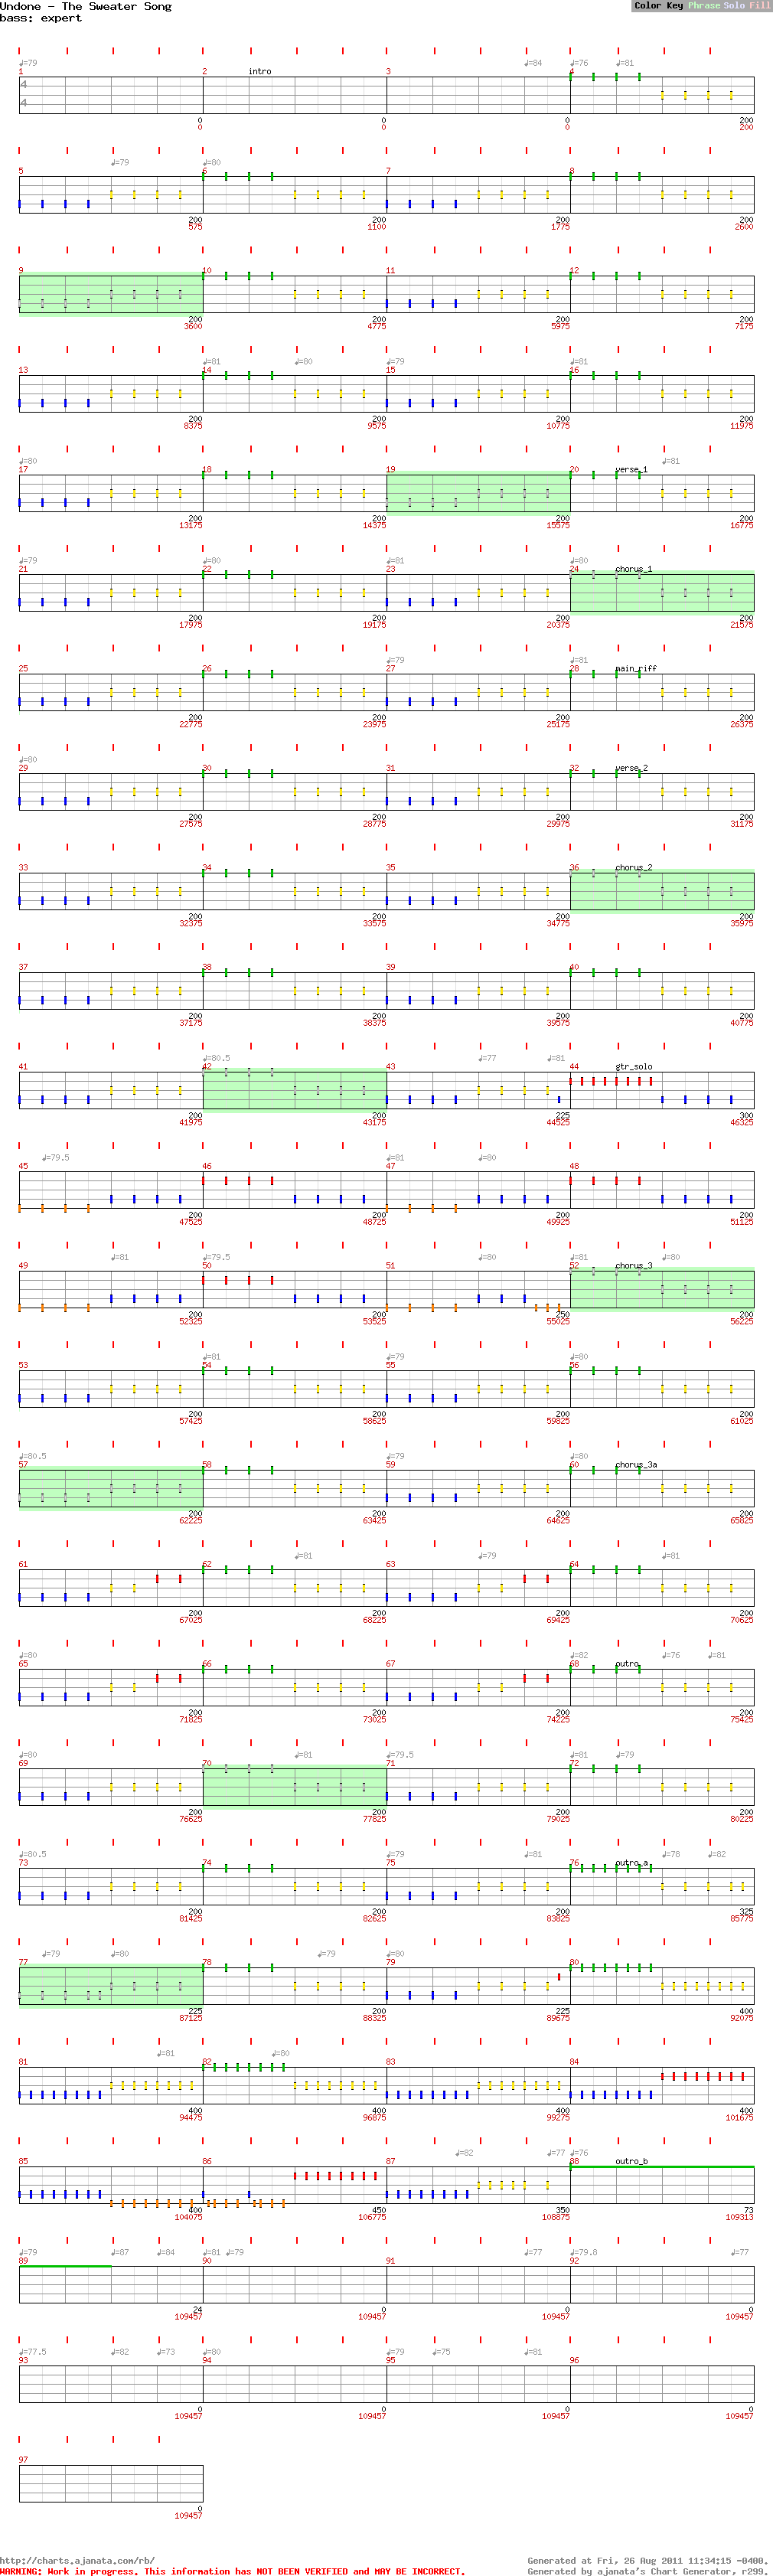 Undone - The Sweater Song
Color Key Phrase Solo Fill
bass: expert
♩=79 ♩=84 ♩=76 ♩=81
1 2 intro 3 4
4
4
0 0 0 200
0 0 0 200
♩=79 ♩=80
5 6 7 8
200 200 200 200
575 1100 1775 2600
9 10 11 12
200 200 200 200
3600 4775 5975 7175
♩=81 ♩=80 ♩=79 ♩=81
13 14 15 16
200 200 200 200
8375 9575 10775 11975
♩=80 ♩=81
17 18 19 20 verse_1
200 200 200 200
13175 14375 15575 16775
♩=79 ♩=80 ♩=81 ♩=80
21 22 23 24 chorus_1
200 200 200 200
17975 19175 20375 21575
♩=79 ♩=81
25 26 27 28 main_riff
200 200 200 200
22775 23975 25175 26375
♩=80
29 30 31 32 verse_2
200 200 200 200
27575 28775 29975 31175
33 34 35 36 chorus_2
200 200 200 200
32375 33575 34775 35975
37 38 39 40
200 200 200 200
37175 38375 39575 40775
♩=80.5 ♩=77 ♩=81
41 42 43 44 gtr_solo
200 200 225 300
41975 43175 44525 46325
♩=79.5 ♩=81 ♩=80
45 46 47 48
200 200 200 200
47525 48725 49925 51125
♩=81 ♩=79.5 ♩=80 ♩=81 ♩=80
49 50 51 52 chorus_3
200 200 250 200
52325 53525 55025 56225
♩=81 ♩=79 ♩=80
53 54 55 56
200 200 200 200
57425 58625 59825 61025
♩=80.5 ♩=79 ♩=80
57 58 59 60 chorus_3a
200 200 200 200
62225 63425 64625 65825
♩=81 ♩=79 ♩=81
61 62 63 64
200 200 200 200
67025 68225 69425 70625
♩=80 ♩=82 ♩=76 ♩=81
65 66 67 68 outro
200 200 200 200
71825 73025 74225 75425
♩=80 ♩=81 ♩=79.5 ♩=81 ♩=79
69 70 71 72
200 200 200 200
76625 77825 79025 80225
♩=80.5 ♩=79 ♩=81 ♩=78 ♩=82
73 74 75 76 outro_a
200 200 200 325
81425 82625 83825 85775
♩=79 ♩=80 ♩=79 ♩=80
77 78 79 80
225 200 225 400
87125 88325 89675 92075
♩=81 ♩=80
81 82 83 84
400 400 400 400
94475 96875 99275 101675
♩=82 ♩=77 ♩=76
85 86 87 88 outro_b
400 450 350 73
104075 106775 108875 109313
♩=79 ♩=87 ♩=84 ♩=81 ♩=79 ♩=77 ♩=79.8 ♩=77
89 90 91 92
24 0 0 0
109457 109457 109457 109457
♩=77.5 ♩=82 ♩=73 ♩=80 ♩=79 ♩=75 ♩=81
93 94 95 96
0 0 0 0
109457 109457 109457 109457
97
0
109457
http://charts.ajanata.com/rb/
Generated at Fri, 26 Aug 2011 11:34:15 -0400.
WARNING: Work in progress. This information has NOT BEEN VERIFIED and MAY BE INCORRECT.
Generated by ajanata's Chart Generator, r299.